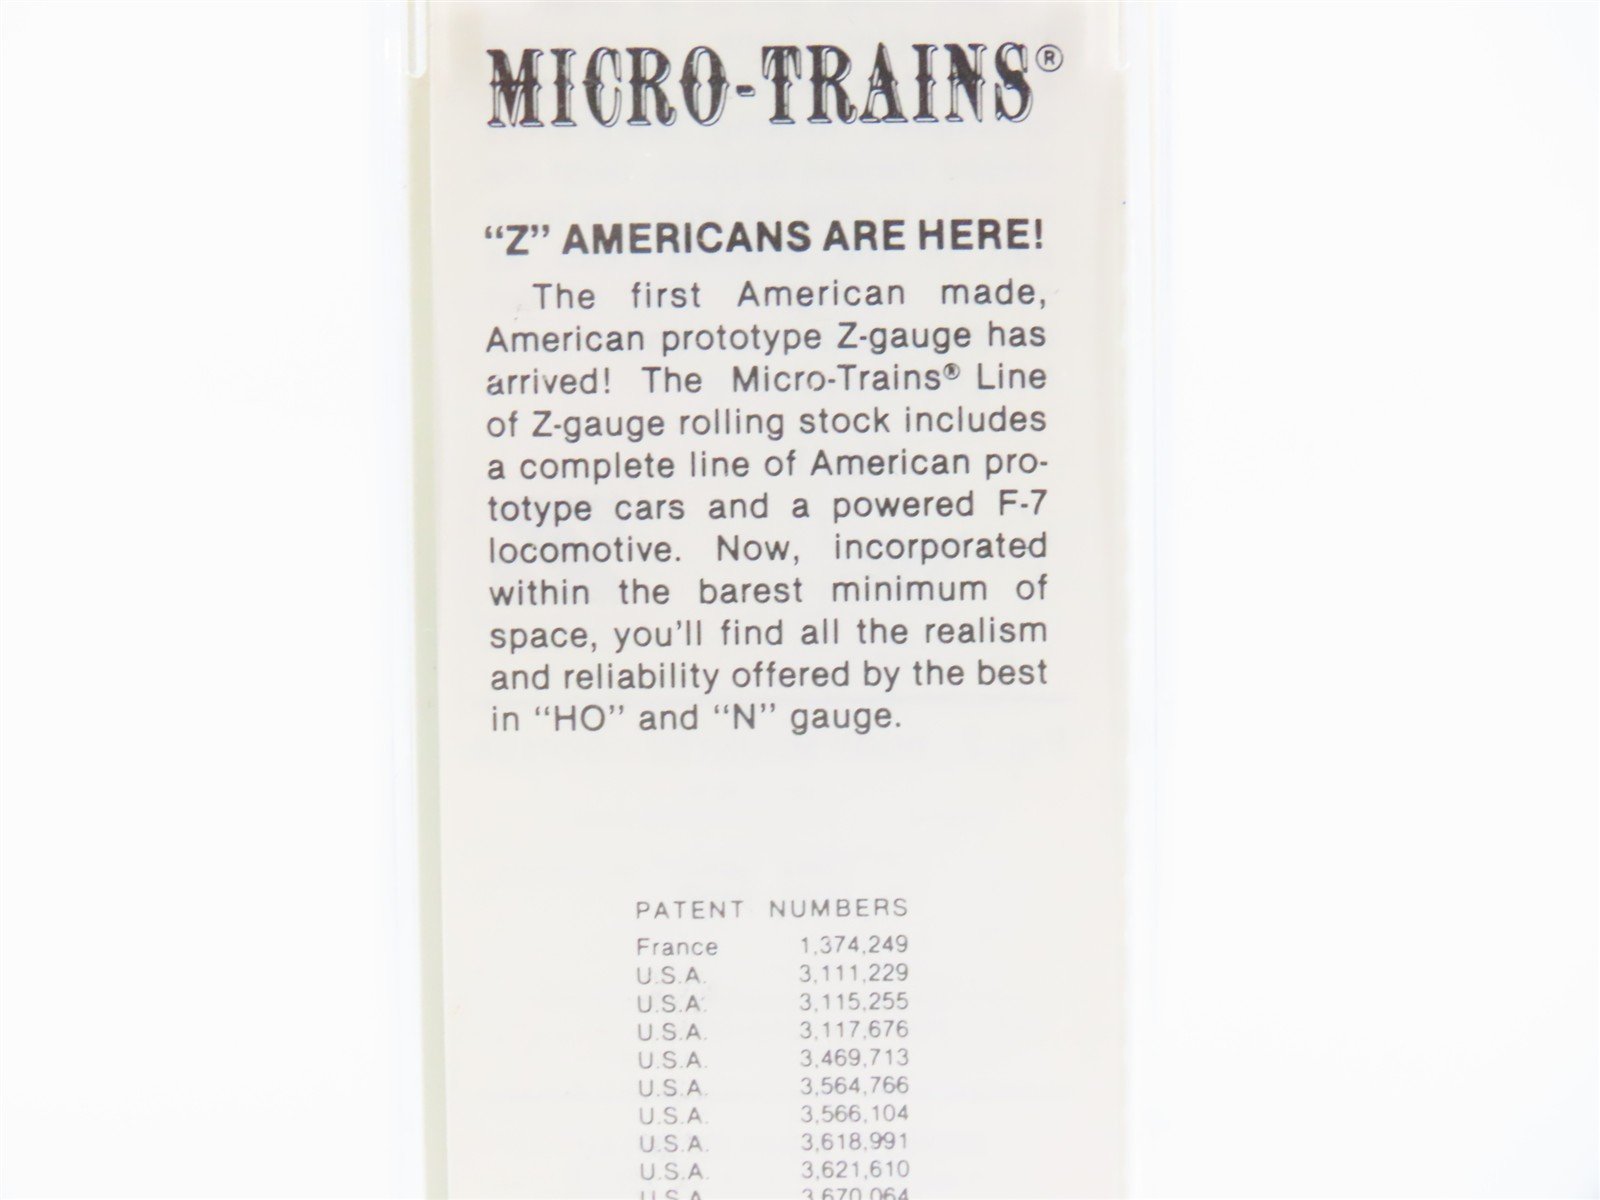 MICRO-TRAINS®
“Z” AMERICANS ARE HERE!
The first American made,
American prototype Z-gauge has
arrived! The Micro-Trains® Line
of Z-gauge rolling stock includes
a complete line of American pro-
totype cars and a powered F-7
locomotive. Now, incorporated
within the barest minimum of
space, you'll find all the realism
and reliability offered by the best
in “HO” and “N” gauge.
PATENT NUMBERS
France 1,374,249
U.S.A. 3,111,229
U.S.A. 3,115,255
U.S.A. 3,117,676
U.S.A. 3,469,713
U.S.A. 3,564,766
U.S.A. 3,566,104
U.S.A. 3,618,991
U.S.A. 3,621,610
U.S.A. 3,670,064